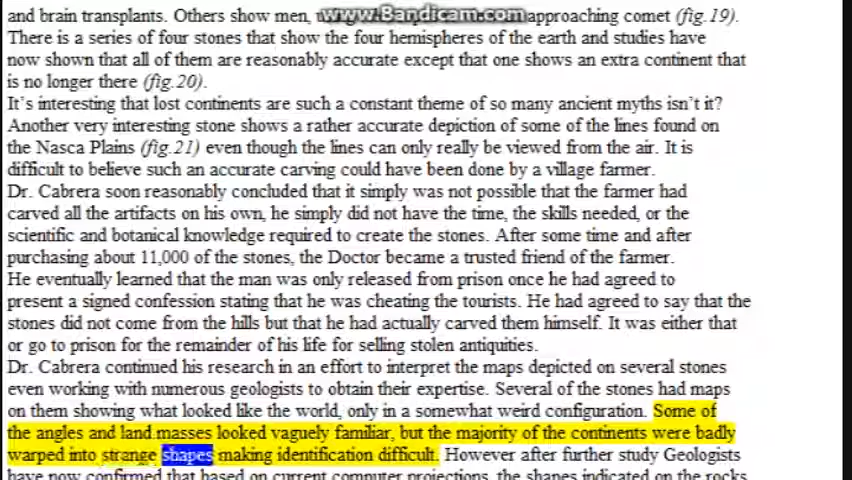 and brain transplants. Others show men, approaching comet (fig.19).
www.Bandicam.com
There is a series of four stones that show the four hemispheres of the earth and studies have
now shown that all of them are reasonably accurate except that one shows an extra continent that
is no longer there (fig.20).
It's interesting that lost continents are such a constant theme of so many ancient myths isn't it?
Another very interesting stone shows a rather accurate depiction of some of the lines found on
the Nasca Plains (fig.21) even though the lines can only really be viewed from the air. It is
difficult to believe such an accurate carving could have been done by a village farmer.
Dr. Cabrera soon reasonably concluded that it simply was not possible that the farmer had
carved all the artifacts on his own, he simply did not have the time, the skills needed, or the
scientific and botanical knowledge required to create the stones. After some time and after
purchasing about 11,000 of the stones, the Doctor became a trusted friend of the farmer.
He eventually learned that the man was only released from prison once he had agreed to
present a signed confession stating that he was cheating the tourists. He had agreed to say that the
stones did not come from the hills but that he had actually carved them himself. It was either that
or go to prison for the remainder of his life for selling stolen antiquities.
Dr. Cabrera continued his research in an effort to interpret the maps depicted on several stones
even working with numerous geologists to obtain their expertise. Several of the stones had maps
on them showing what looked like the world, only in a somewhat weird configuration. Some of
the angles and land masses looked vaguely familiar, but the majority of the continents were badly
warped into strange shapes making identification difficult. However after further study Geologists
have now confirmed that based on current computer projections, the shapes indicated on the rocks